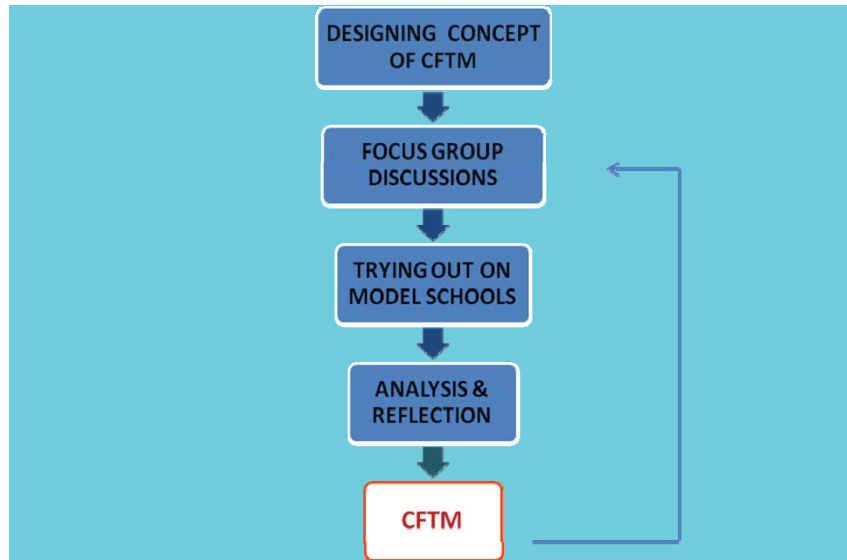 DESIGNING CONCEPT
OF CFTM
FOCUS GROUP
DISCUSSIONS
TRYING OUT ON
MODEL SCHOOLS
ANALYSIS &
REFLECTION
CFTM